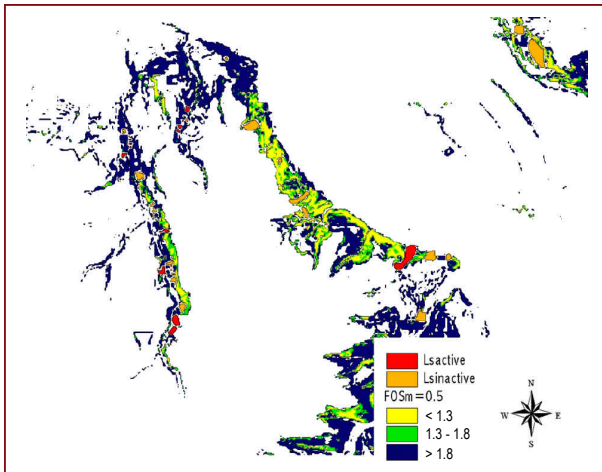 Lsactive
Lsinactive
FOSm=0.5
< 1.3
1.3 - 1.8
> 1.8
N
W E
S